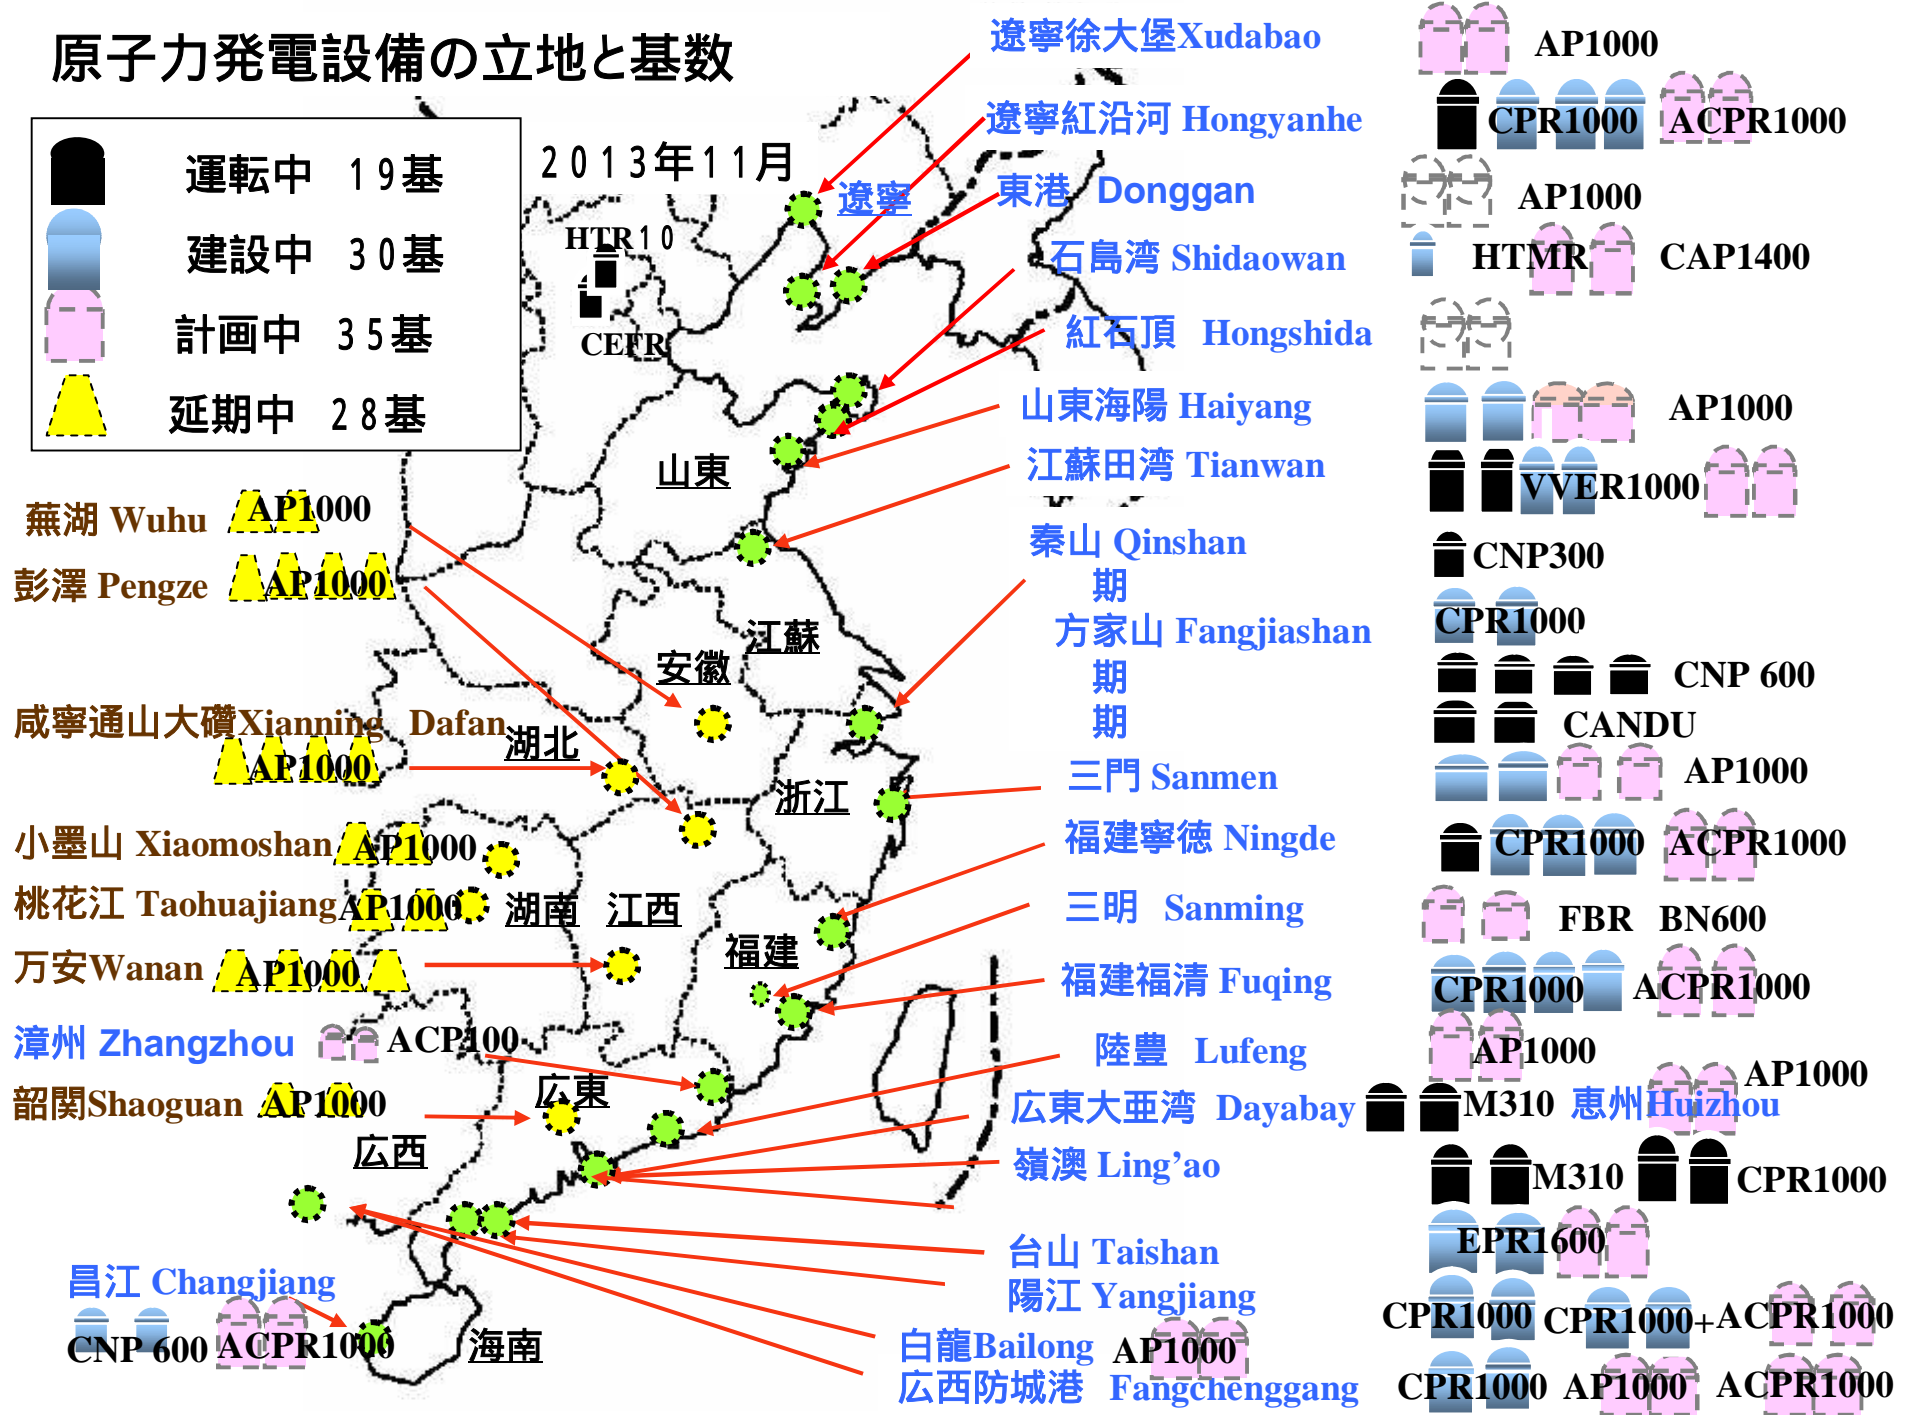 原子力発電設備の立地と基数
運転中 19基
建設中 30基
計画中 35基
延期中 28基
2013年11月
HTR10
CEFR
遼寧
山東
江蘇
安徽
湖北
浙江
湖南
江西
福建
広東
広西
海南
蕪湖 Wuhu AP1000
彭澤 Pengze AP1000
咸寧通山大礩Xianning Dafan
AP1000
小墨山 Xiaomoshan AP1000
桃花江 Taohuajiang AP1000
万安Wanan AP1000
漳州 Zhangzhou ACP100
韶関Shaoguan AP1000
昌江 Changjiang
CNP 600 ACPR1000
遼寧徐大堡Xudabao AP1000
遼寧紅沿河 Hongyanhe CPR1000 ACPR1000
東港 Donggan AP1000
石島湾 Shidaowan HTMR CAP1400
紅石頂 Hongshida
山東海陽 Haiyang AP1000
江蘇田湾 Tianwan VVER1000
秦山 Qinshan CNP300
期
方家山 Fangjiashan CPR1000
期 CNP 600
期 CANDU
三門 Sanmen AP1000
福建寧徳 Ningde CPR1000 ACPR1000
三明 Sanming FBR BN600
福建福清 Fuqing CPR1000 ACPR1000
陸豊 Lufeng AP1000
広東大亜湾 Dayabay M310 恵州Huizhou AP1000
嶺澳 Ling’ao M310 CPR1000
台山 Taishan EPR1600
陽江 Yangjiang CPR1000 CPR1000+ACPR1000
白龍Bailong AP1000
広西防城港 Fangchenggang CPR1000 AP1000 ACPR1000